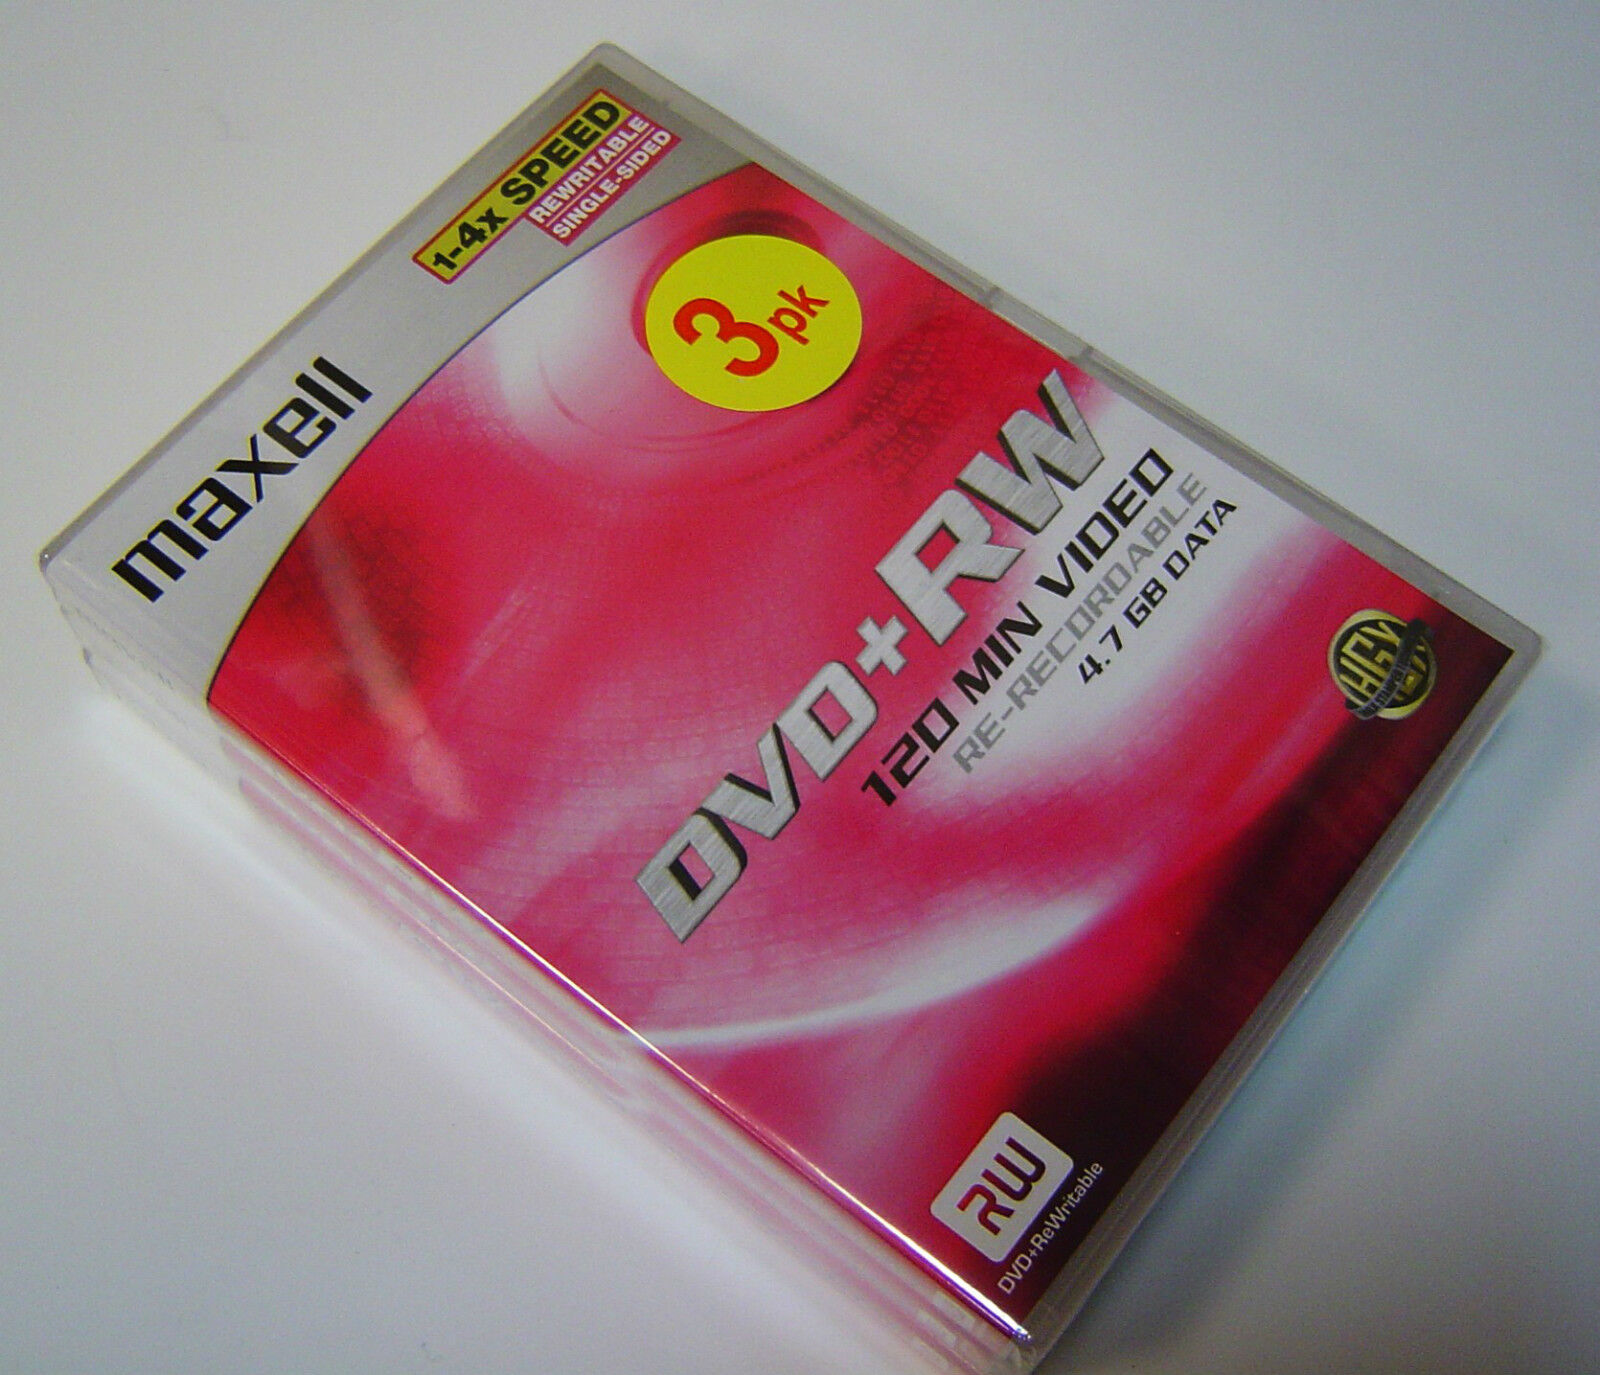 maxell
1-4x SPEED
REWRITABLE
SINGLE-SIDED
3pk
DVD+RW
120 MIN VIDEO
RE-RECORDABLE
4.7 GB DATA
HGX
RW
DVD+ReWritable